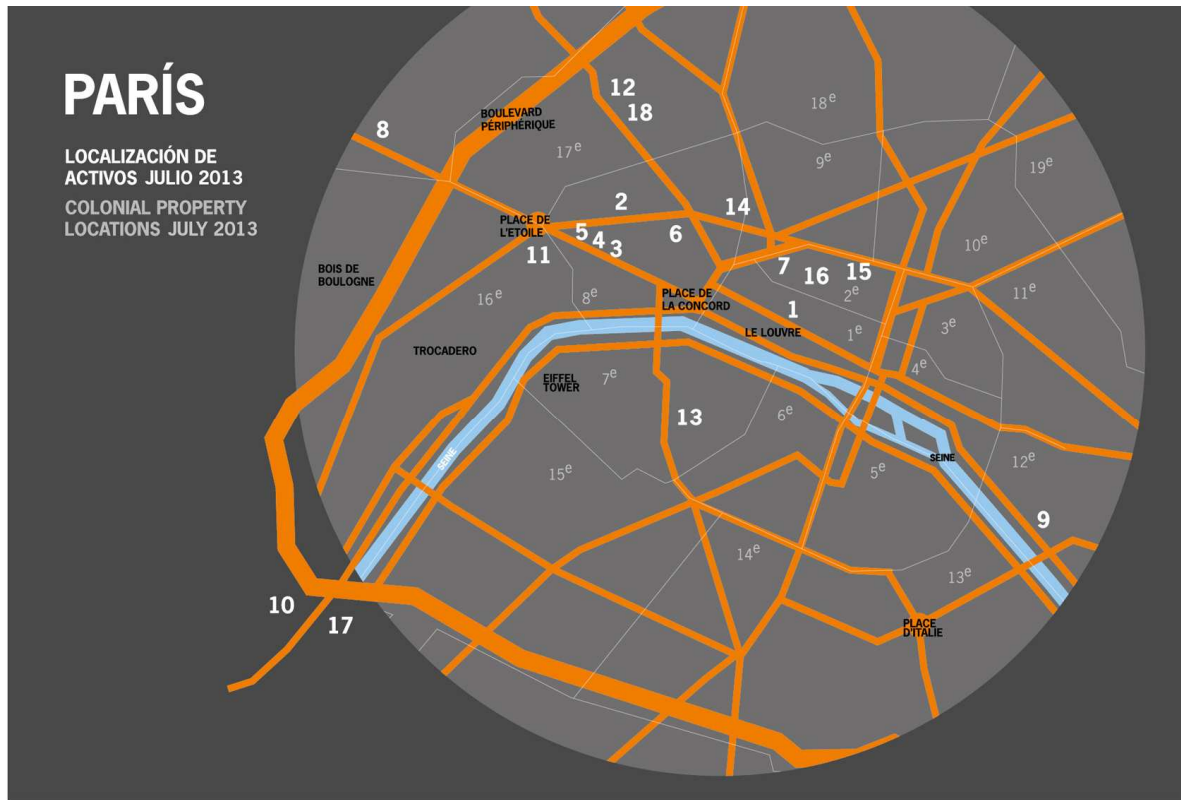 PARÍS
LOCALIZACIÓN DE
ACTIVOS JULIO 2013
COLONIAL PROPERTY
LOCATIONS JULY 2013
8
12
18
BOULEVARD
PÉRIPHÉRIQUE
17e
18e
9e
19e
2
14
PLACE DE
L'ETOILE
5
4
3
6
11
7
16
15
10e
BOIS DE
BOULOGNE
16e
8e
PLACE DE
LA CONCORD
1
2e
11e
LE LOUVRE
1e
3e
TROCADERO
EIFFEL
TOWER
7e
4e
13
6e
SEINE
15e
5e
SEINE
12e
9
14e
13e
10
17
PLACE
D'ITALIE